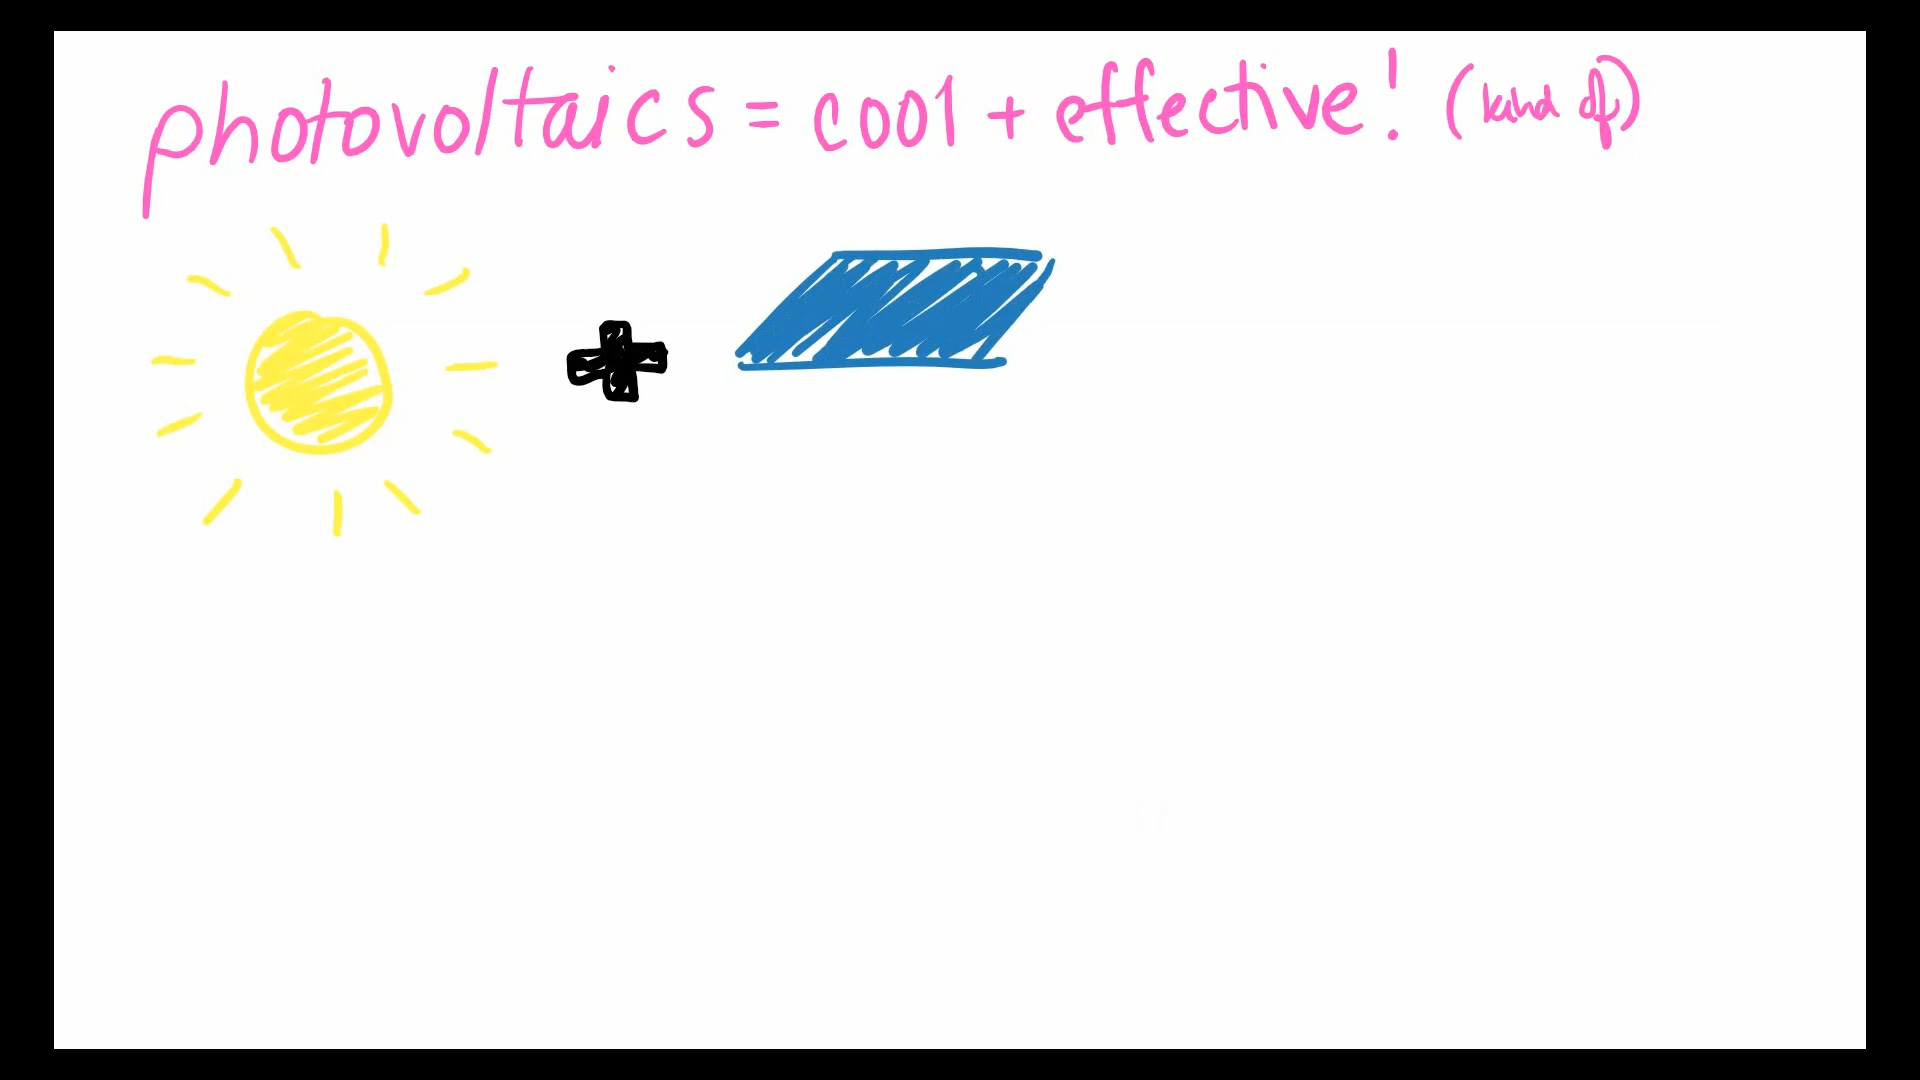 photovoltaics = cool + effective! (kind of)
+